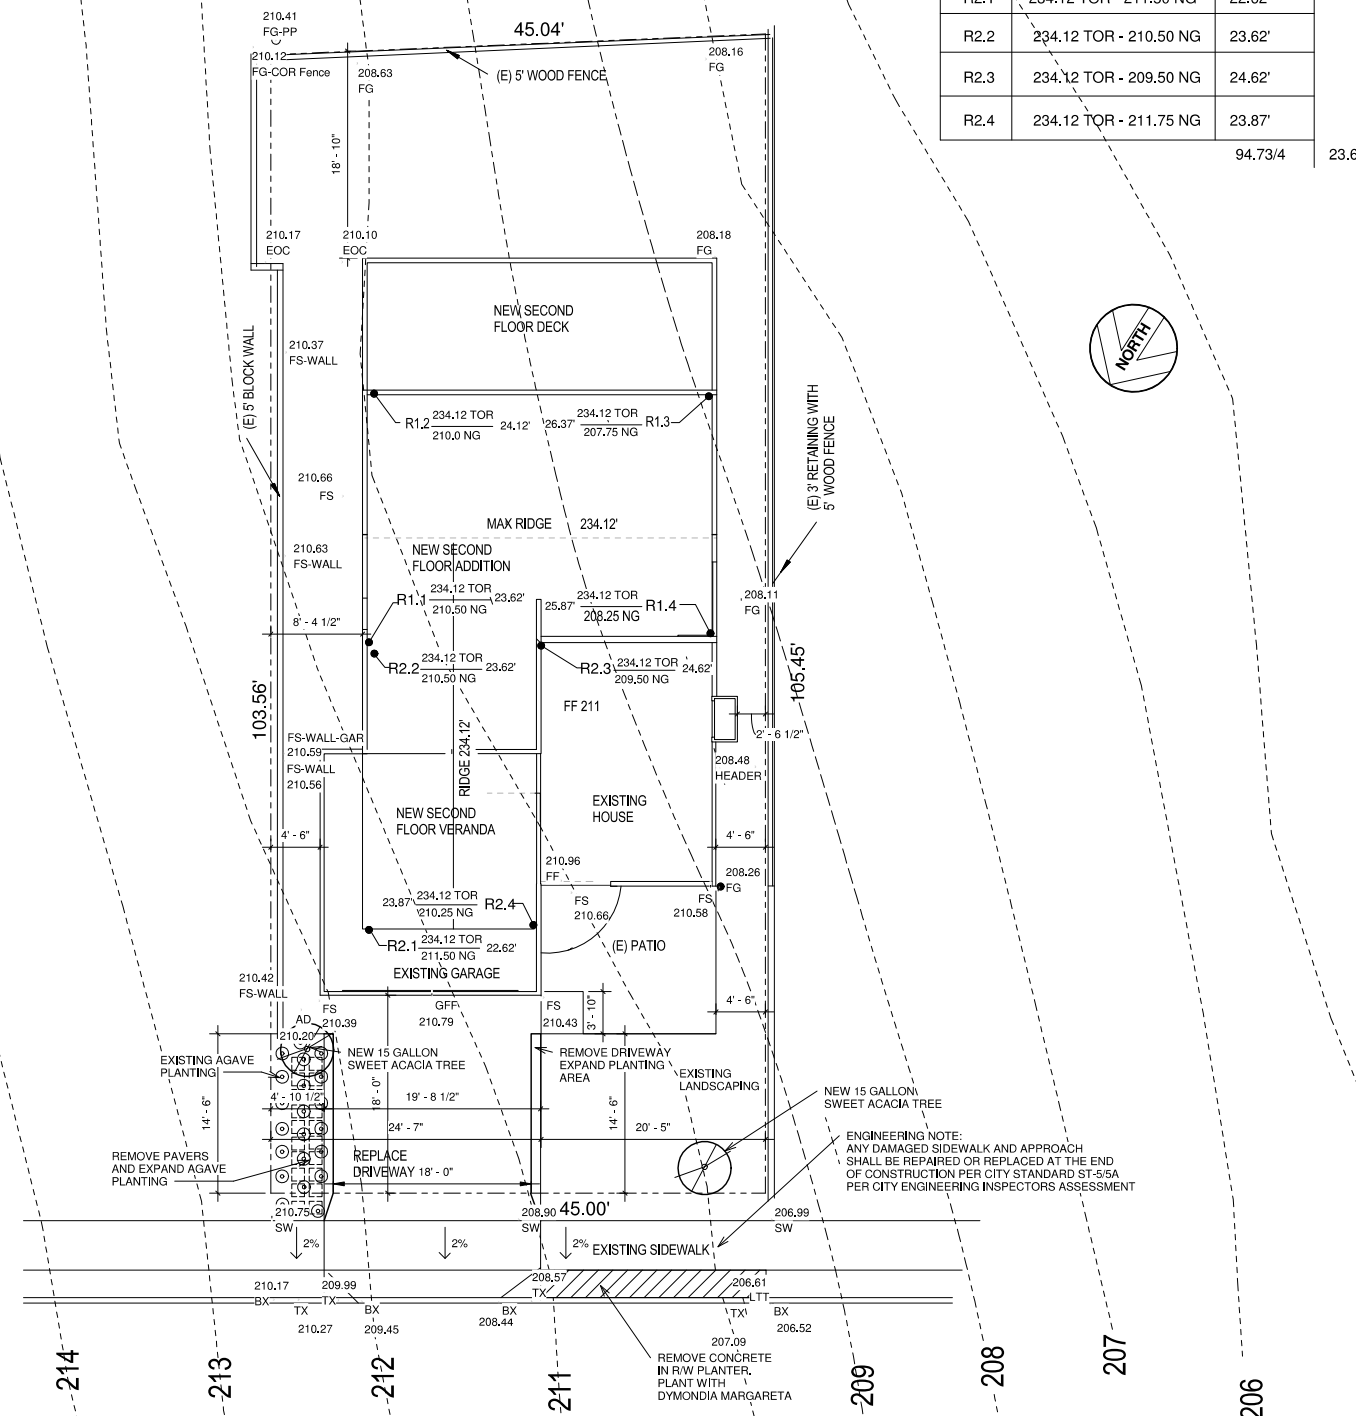 R2.1 234.12 TOR - 211.50 NG 22.62'
R2.2 234.12 TOR - 210.50 NG 23.62'
R2.3 234.12 TOR - 209.50 NG 24.62'
R2.4 234.12 TOR - 211.75 NG 23.87'
94.73/4 23.6
210.41
FG-PP
45.04'
210.12
FG-COR Fence
208.63
FG
(E) 5' WOOD FENCE
208.16
FG
18' - 10"
210.17
EOC
210.10
EOC
208.18
FG
NEW SECOND
FLOOR DECK
NORTH
(E) 5' BLOCK WALL
210.37
FS-WALL
R1.2 234.12 TOR
210.0 NG
24.12'
26.37' 234.12 TOR
207.75 NG
R1.3
(E) 3' RETAINING WITH
5' WOOD FENCE
210.66
FS
MAX RIDGE 234.12'
210.63
FS-WALL
NEW SECOND
FLOOR ADDITION
R1.1 234.12 TOR
210.50 NG
23.62'
25.87' 234.12 TOR
208.25 NG
R1.4
208.11
FG
8' - 4 1/2"
R2.2 234.12 TOR
210.50 NG
23.62'
R2.3 234.12 TOR
209.50 NG
24.62'
103.56'
105.45'
FF 211
RIDGE 234.12'
2' - 6 1/2"
FS-WALL-GAR
210.59
FS-WALL
210.56
208.48
HEADER
NEW SECOND
FLOOR VERANDA
EXISTING
HOUSE
4' - 6"
4' - 6"
210.96
FF
208.26
FG
23.87' 234.12 TOR
210.25 NG
R2.4
FS
210.66
FS
210.58
R2.1 234.12 TOR
211.50 NG
22.62'
(E) PATIO
EXISTING GARAGE
210.42
FS-WALL
4' - 6"
FS
210.39
GFF
210.79
FS
210.43
3' - 10"
AD
210.20
EXISTING AGAVE
PLANTING
NEW 15 GALLON
SWEET ACACIA TREE
REMOVE DRIVEWAY
EXPAND PLANTING
AREA
EXISTING
LANDSCAPING
NEW 15 GALLON
SWEET ACACIA TREE
14' - 6"
4' - 10 1/2"
18' - 0"
19' - 8 1/2"
14' - 6"
24' - 7"
20' - 5"
REMOVE PAVERS
AND EXPAND AGAVE
PLANTING
REPLACE
DRIVEWAY 18' - 0"
ENGINEERING NOTE:
ANY DAMAGED SIDEWALK AND APPROACH
SHALL BE REPAIRED OR REPLACED AT THE END
OF CONSTRUCTION PER CITY STANDARD ST-5/5A
PER CITY ENGINEERING INSPECTORS ASSESSMENT
210.75
SW
208.90
SW
45.00'
206.99
SW
2%
2%
2%
EXISTING SIDEWALK
210.17
BX
209.99
TX
208.57
TX
206.61
LTT
TX
210.27
BX
209.45
BX
208.44
TX
207.09
BX
206.52
REMOVE CONCRETE
IN R/W PLANTER.
PLANT WITH
DYMONDIA MARGARETA
214
213
212
211
209
208
207
206